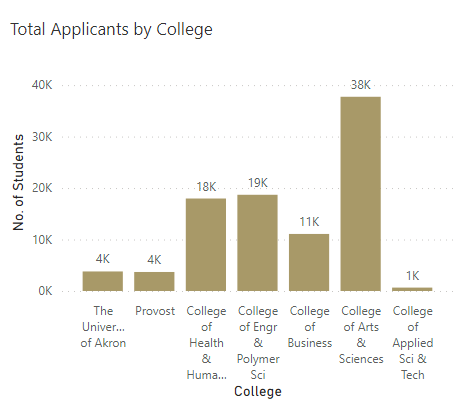 Total Applicants by College
No. of Students
40K
30K
20K
10K
0K
4K
4K
18K
19K
11K
38K
1K
The
Univer...
of Akron
Provost
College
of
Health
&
Huma...
College
of Engr
&
Polymer
Sci
College
of
Business
College
of Arts
&
Sciences
College
of
Applied
Sci &
Tech
College